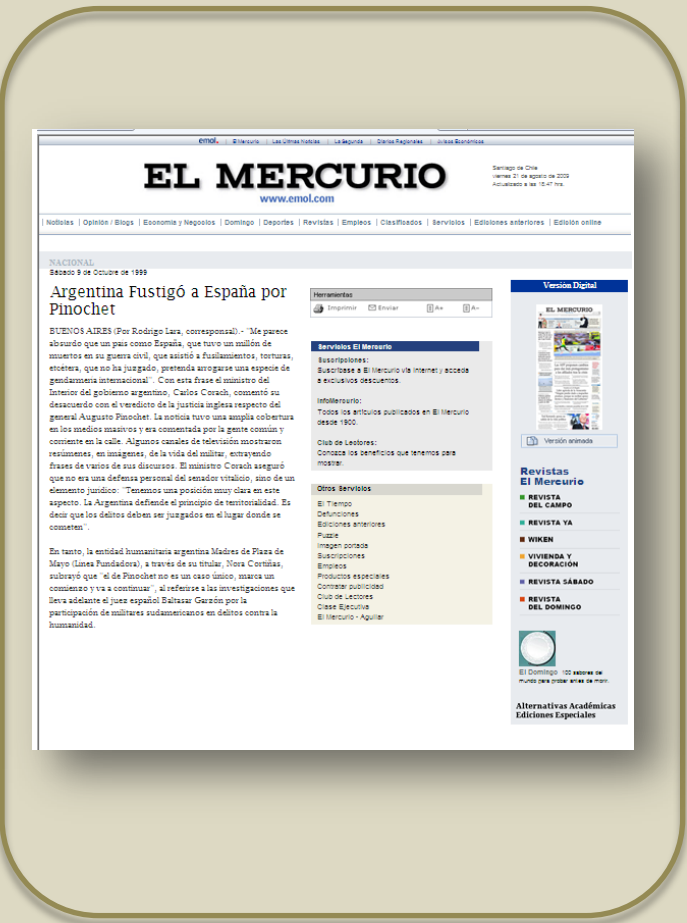 emol. | El Mercurio | Las Últimas Noticias | La Segunda | Diarios Regionales | Avisos Económicos
EL MERCURIO
www.emol.com
Santiago de Chile
viernes 21 de agosto de 2009
Actualizado a las 18:47 hrs.
| Noticias | Opinión / Blogs | Economía y Negocios | Domingo | Deportes | Revistas | Empleos | Clasificados | Servicios | Ediciones anteriores | Edición online
NACIONAL
Sábado 9 de Octubre de 1999
Argentina Fustigó a España por
Pinochet
BUENOS AIRES (Por Rodrigo Lara, corresponsal).- "Me parece
absurdo que un país como España, que tuvo un millón de
muertos en su guerra civil, que asistió a fusilamientos, torturas,
etcétera, que no ha juzgado, pretenda arrogarse una especie de
gendarmería internacional". Con esta frase el ministro del
Interior del gobierno argentino, Carlos Corach, comentó su
desacuerdo con el veredicto de la justicia inglesa respecto del
general Augusto Pinochet. La noticia tuvo una amplia cobertura
en los medios masivos y era comentada por la gente común y
corriente en la calle. Algunos canales de televisión mostraron
resúmenes, en imágenes, de la vida del militar, extrayendo
frases de varios de sus discursos. El ministro Corach aseguró
que no era una defensa personal del senador vitalicio, sino de un
elemento jurídico: "Tenemos una posición muy clara en este
aspecto. La Argentina defiende el principio de territorialidad. Es
decir que los delitos deben ser juzgados en el lugar donde se
cometen".
En tanto, la entidad humanitaria argentina Madres de Plaza de
Mayo (Línea Fundadora), a través de su titular, Nora Cortiñas,
subrayó que "el de Pinochet no es un caso único, marca un
comienzo y va a continuar", al referirse a las investigaciones que
lleva adelante el juez español Baltasar Garzón por la
participación de militares sudamericanos en delitos contra la
humanidad.
Herramientas
Imprimir Enviar A+ A-
Servicios El Mercurio
Suscripciones:
Suscríbase a El Mercurio vía Internet y acceda
a exclusivos descuentos.
InfoMercurio:
Todos los artículos publicados en El Mercurio
desde 1900.
Club de Lectores:
Conozca los beneficios que tenemos para
mostrar.
Otros Servicios
El Tiempo
Defunciones
Ediciones anteriores
Puzzle
Imagen portada
Suscripciones
Empleos
Productos especiales
Contratar publicidad
Club de Lectores
Clase Ejecutiva
El Mercurio - Aguilar
Versión Digital
EL MERCURIO
Versión animada
Revistas
El Mercurio
REVISTA
DEL CAMPO
REVISTA YA
WIKEN
VIVIENDA Y
DECORACIÓN
REVISTA SÁBADO
REVISTA
DEL DOMINGO
El Domingo 100 sabores del
mundo para probar antes de morir.
Alternativas Académicas
Ediciones Especiales